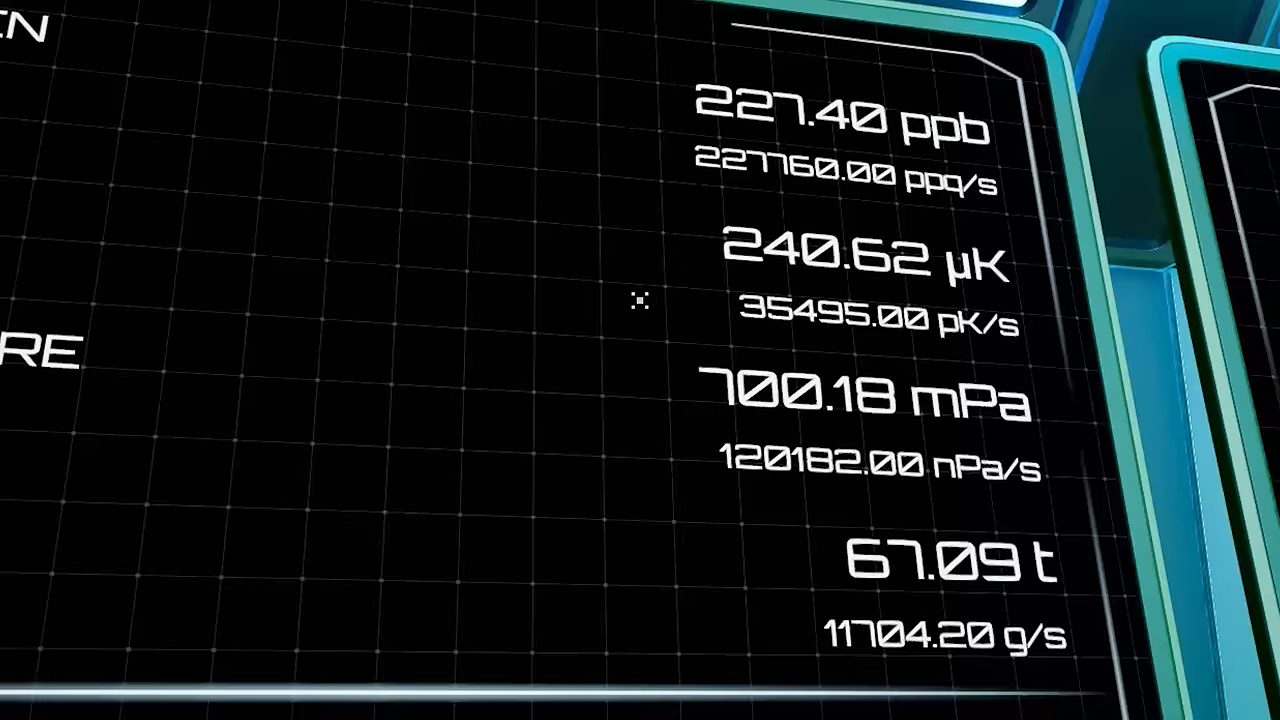 EN
227.40 ppb
227760.00 ppq/s
240.62 µK
35495.00 pK/s
RE
700.18 mPa
120182.00 nPa/s
67.09 t
11704.20 g/s